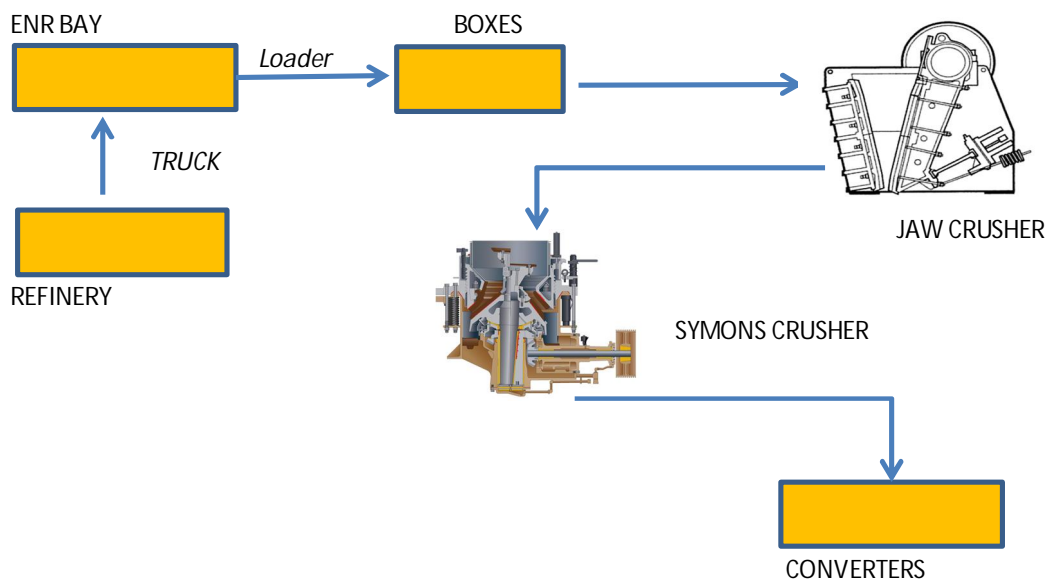 ENR BAY
Loader
BOXES
TRUCK
REFINERY
JAW CRUSHER
SYMONS CRUSHER
CONVERTERS